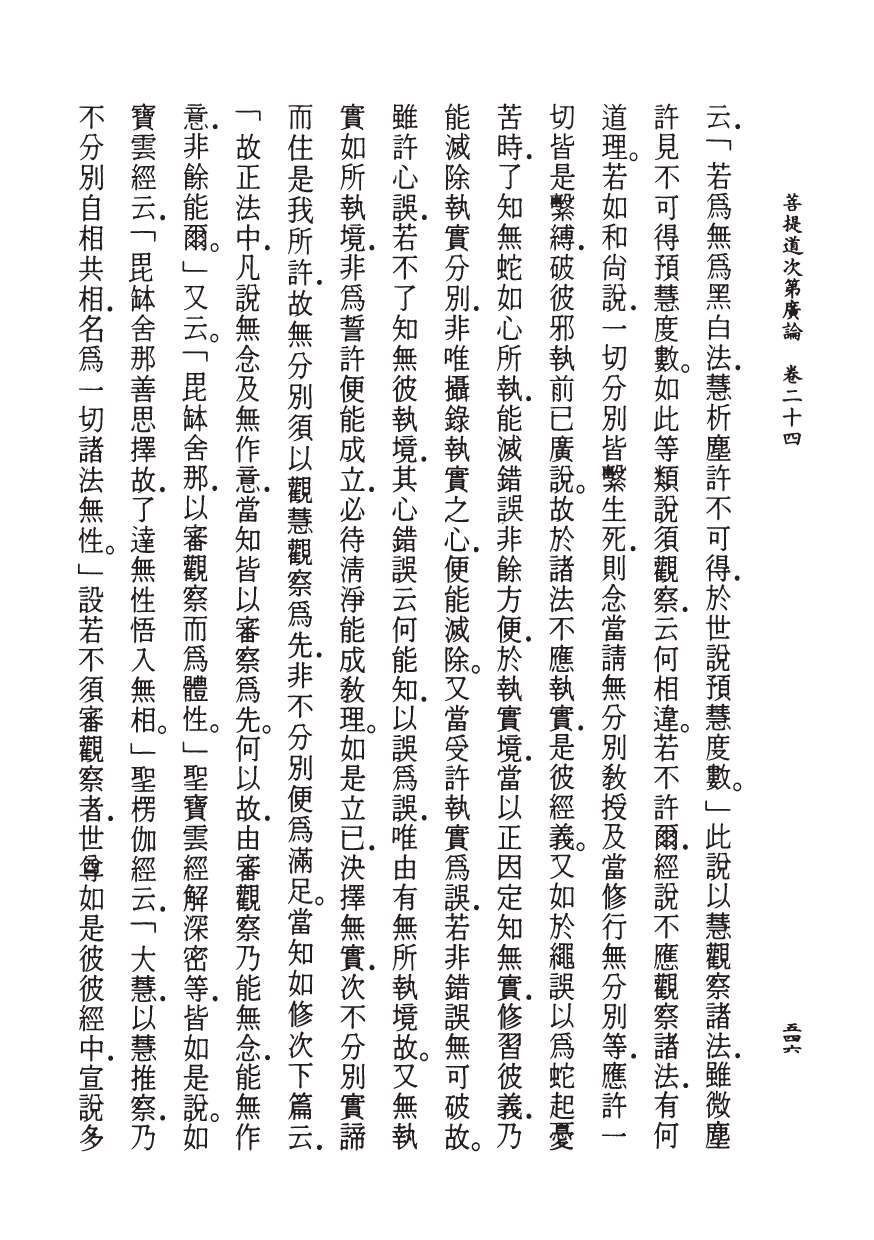 菩提道次第廣論　卷二十四
五四六
云．「若爲無爲黑白法．慧析塵許不可得．於世說預慧度數。」此說以慧觀察諸法．雖微塵
許見不可得預慧度數。如此等類說須觀察．云何相違。若不許爾．經說不應觀察諸法．有何
道理。若如和尚說．一切分別皆繫生死．則念當請無分別敎授及當修行無分別等．應許一
切皆是繫縛．破彼邪執前已廣說。故於諸法不應執實．是彼經義。又如於繩誤以爲蛇起憂
苦時．了知無蛇如心所執．能滅錯誤非餘方便．於執實境．當以正因定知無實．修習彼義．乃
能滅除執實分別．非唯攝錄執實之心．便能滅除。又當受許執實爲誤．若非錯誤無可破故。
雖許心誤．若不了知無彼執境．其心錯誤云何能知．以誤爲誤．唯由有無所執境故。又無執
實如所執境．非爲誓許便能成立．必待淸淨能成敎理。如是立已．決擇無實．次不分別實諦
而住是我所許．故無分別須以觀慧觀察爲先．非不分別便爲滿足。當知如修次下篇云．
「故正法中．凡說無念及無作意．當知皆以審察爲先。何以故．由審觀察乃能無念．能無作
意．非餘能爾。」又云。「毘缽舍那．以審觀察而爲體性。」聖寶雲經解深密等．皆如是說。如
寶雲經云．「毘缽舍那善思擇故．了達無性悟入無相。」聖楞伽經云．「大慧．以慧推察．乃
不分別自相共相．名爲一切諸法無性。」設若不須審觀察者．世尊如是彼彼經中．宣說多